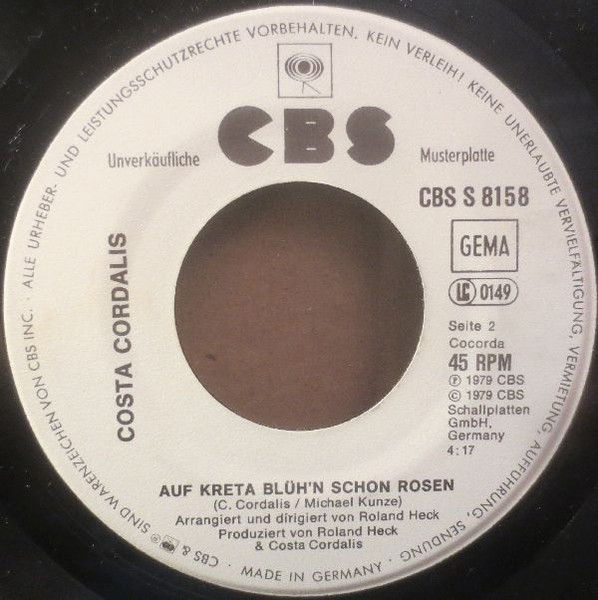 ALLE URHEBER- UND LEISTUNGSSCHUTZRECHTE VORBEHALTEN, KEIN VERLEIH! KEINE UNERLAUBTE VERVIELFÄLTIGUNG, VERMIETUNG, AUFFÜHRUNG, SENDUNG
CBS
Unverkäufliche
Musterplatte
CBS S 8158
GEMA
LC 0149
COSTA CORDALIS
Seite 2
Cocorda
45 RPM
Ⓟ 1979 CBS
© 1979 CBS
Schallplatten
GmbH,
Germany
4:17
AUF KRETA BLÜH'N SCHON ROSEN
(C. Cordalis / Michael Kunze)
Arrangiert und dirigiert von Roland Heck
Produziert von Roland Heck
& Costa Cordalis
CBS & SIND WARENZEICHEN VON CBS INC. ·
· MADE IN GERMANY ·